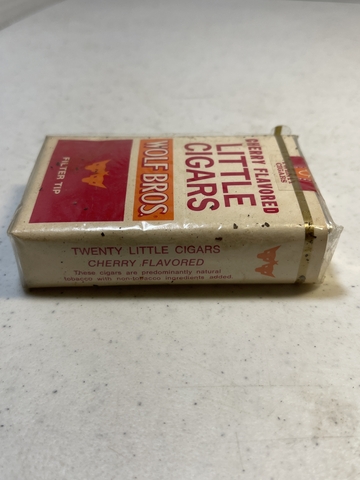 CHERRY FLAVORED
LITTLE
CIGARS
WOLF BROS.
FILTER TIP
CIGARS
TWENTY LITTLE CIGARS
CHERRY FLAVORED
These cigars are predominantly natural
tobacco with non-tobacco ingredients added.